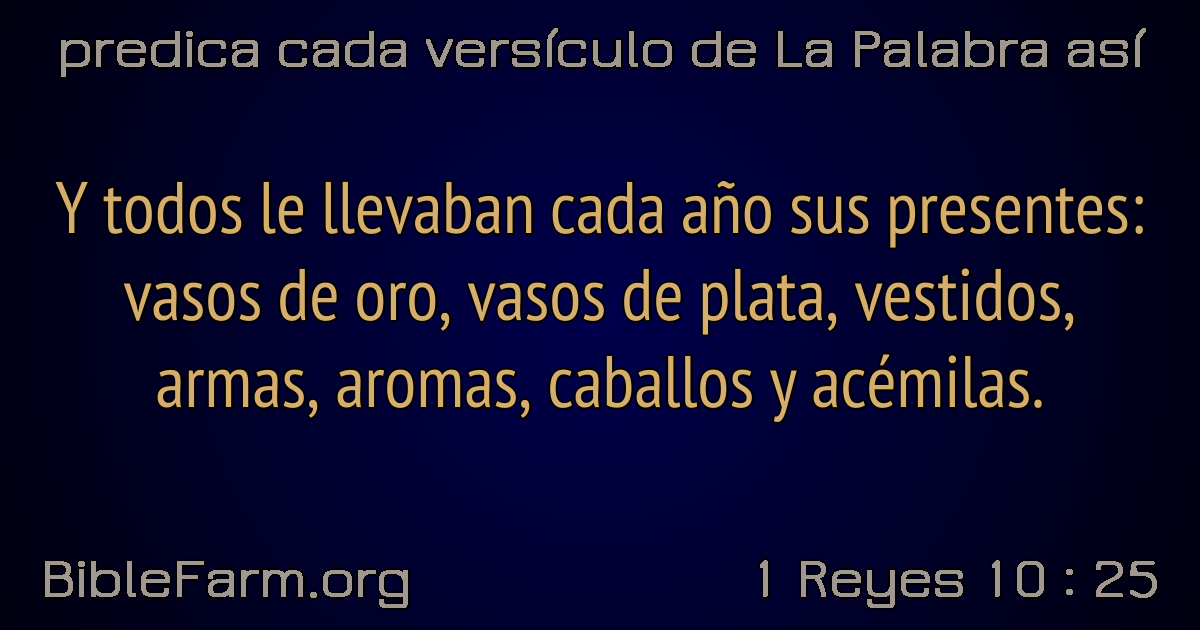 predica cada versículo de La Palabra así
Y todos le llevaban cada año sus presentes:
vasos de oro, vasos de plata, vestidos,
armas, aromas, caballos y acémilas.
BibleFarm.org
1 Reyes 10 : 25